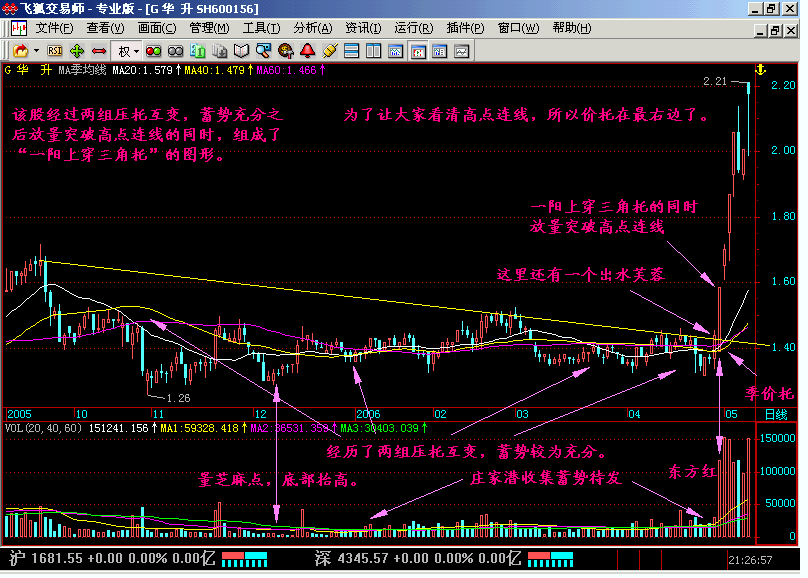 飞狐交易师 - 专业版 - [G 华  升 SH600156]
文件(F) 查看(V) 画面(C) 管理(M) 工具(T) 分析(A) 资讯(I) 运行(R) 插件(P) 窗口(W) 帮助(H)
RSI 权
G 华  升 MA季均线 MA20:1.579↑MA40:1.479↑MA60:1.466↑
2.21
2.20
该股经过两组压托互变，蓄势充分之
后放量突破高点连线的同时，组成了
“一阳上穿三角托”的图形。
为了让大家看清高点连线，所以价托在最右边了。
2.00
一阳上穿三角托的同时
放量突破高点连线
1.80
这里还有一个出水芙蓉
1.60
1.40
1.26
季价托
2005 10 11 12 2006 02 03 04 05 日线
VOL(20,40,60) 151241.156↑MA1:59328.418↑MA2:36531.359↑MA3:30403.039↑
150000
经历了两组压托互变，蓄势较为充分。
量芝麻点，底部抬高。
庄家潜收集蓄势待发
东方红
100000
50000
0
沪 1681.55 +0.00 0.00% 0.00亿 深 4345.57 +0.00 0.00% 0.00亿 21:26:57